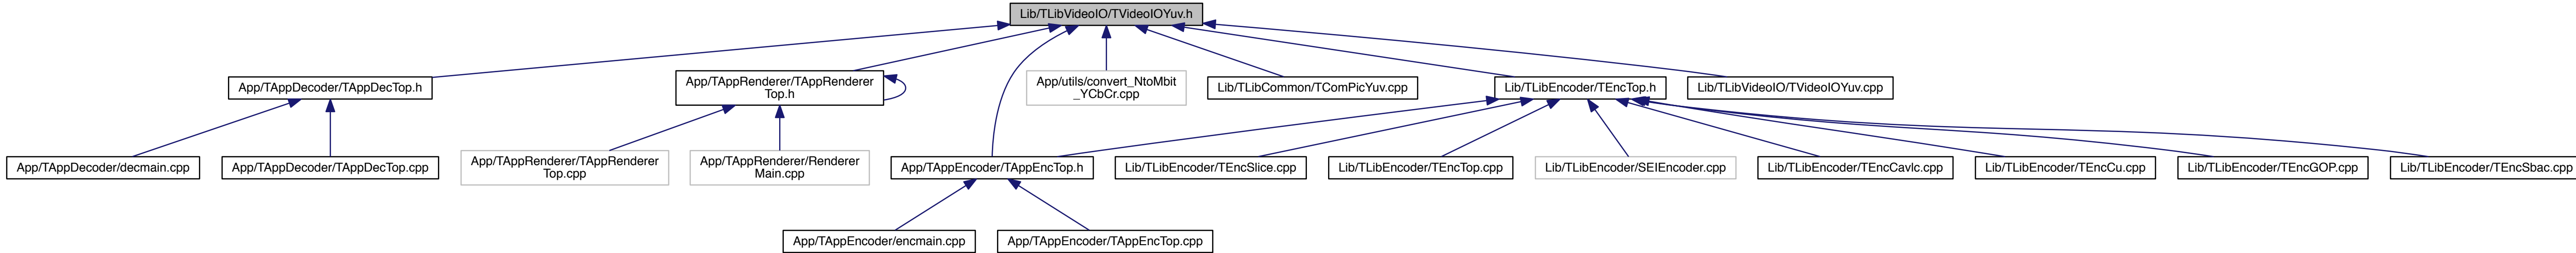 Lib/TLibVideoIO/TVideoIOYuv.h
App/TAppDecoder/TAppDecTop.h
App/TAppRenderer/TAppRenderer
Top.h
App/utils/convert_NtoMbit
_YCbCr.cpp
Lib/TLibCommon/TComPicYuv.cpp
Lib/TLibEncoder/TEncTop.h
Lib/TLibVideoIO/TVideoIOYuv.cpp
App/TAppDecoder/decmain.cpp
App/TAppDecoder/TAppDecTop.cpp
App/TAppRenderer/TAppRenderer
Top.cpp
App/TAppRenderer/Renderer
Main.cpp
App/TAppEncoder/TAppEncTop.h
Lib/TLibEncoder/TEncSlice.cpp
Lib/TLibEncoder/TEncTop.cpp
Lib/TLibEncoder/SEIEncoder.cpp
Lib/TLibEncoder/TEncCavlc.cpp
Lib/TLibEncoder/TEncCu.cpp
Lib/TLibEncoder/TEncGOP.cpp
Lib/TLibEncoder/TEncSbac.cpp
App/TAppEncoder/encmain.cpp
App/TAppEncoder/TAppEncTop.cpp